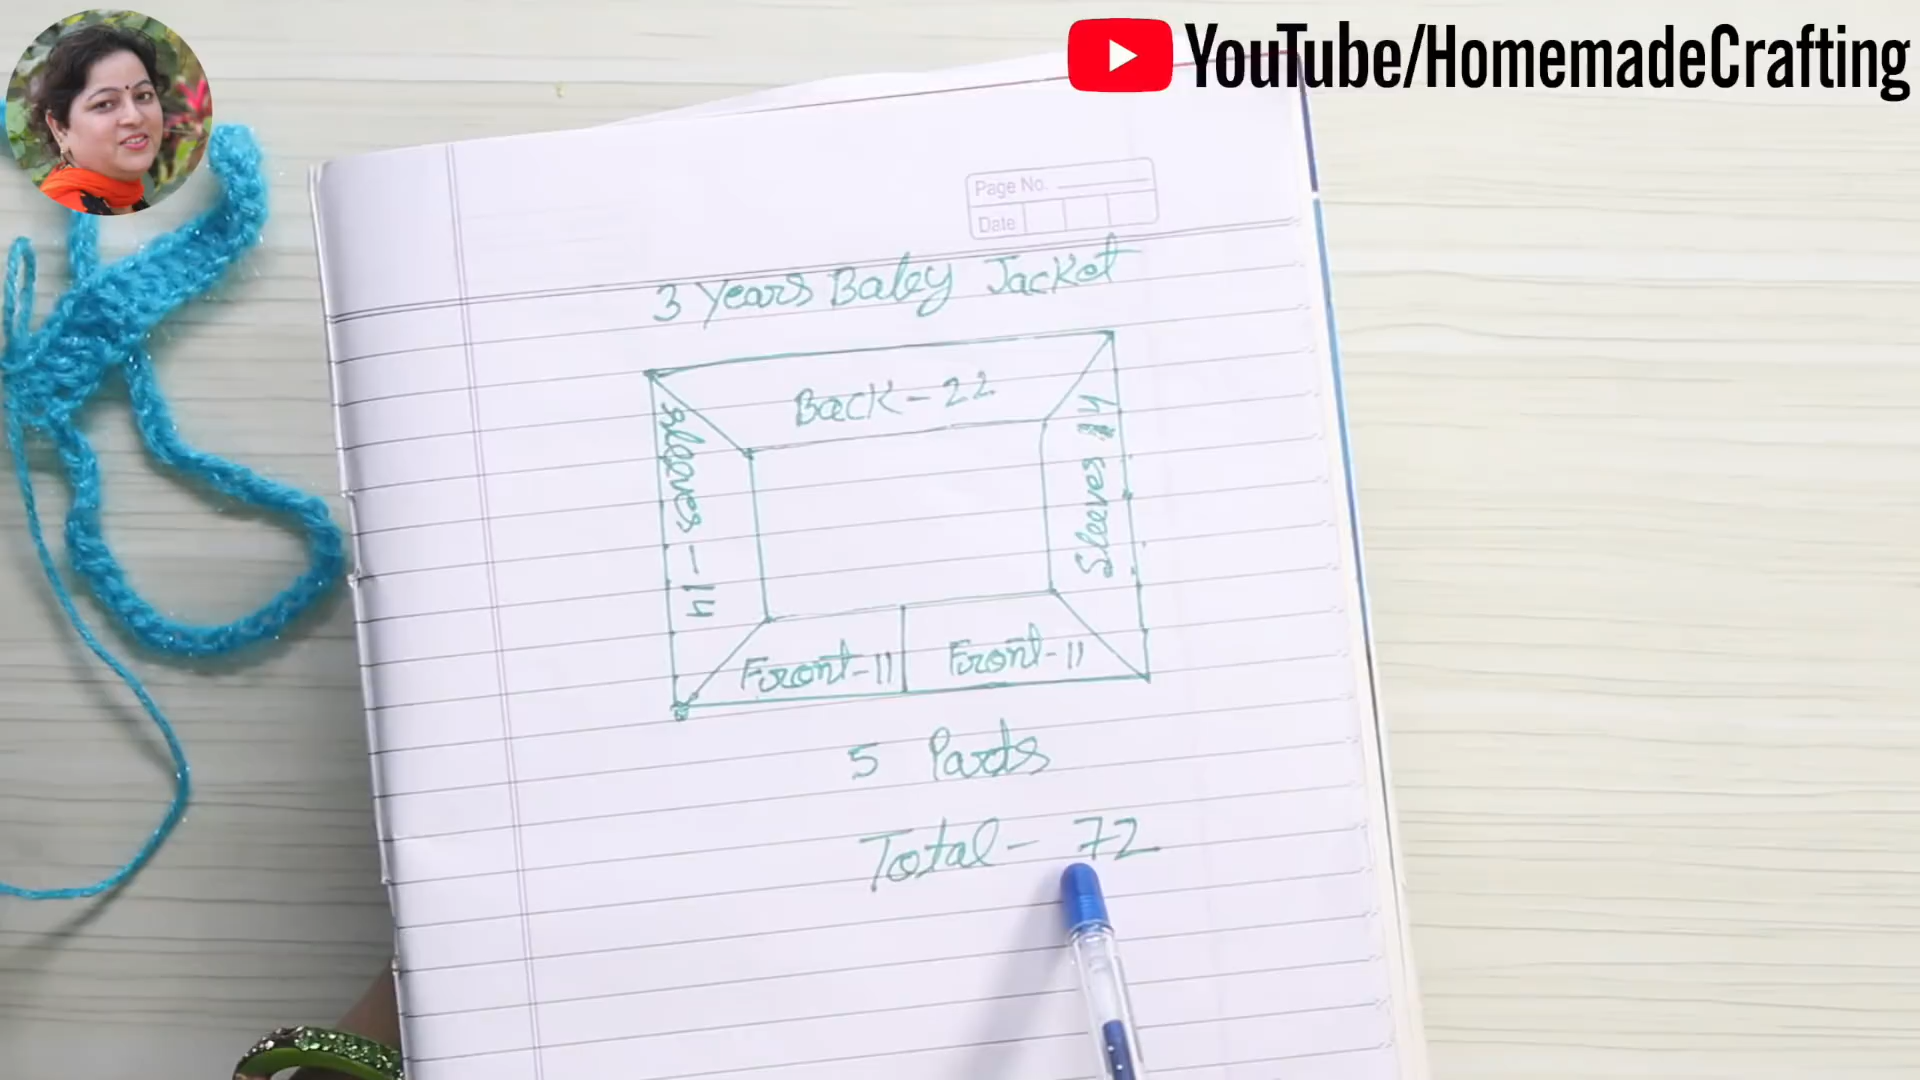 YouTube/HomemadeCrafting
Page No.
Date
3 Years Baby Jacket
Back - 22
Sleeves - 14
Sleeves 14
Front - 11
Front - 11
5 Parts
Total - 72